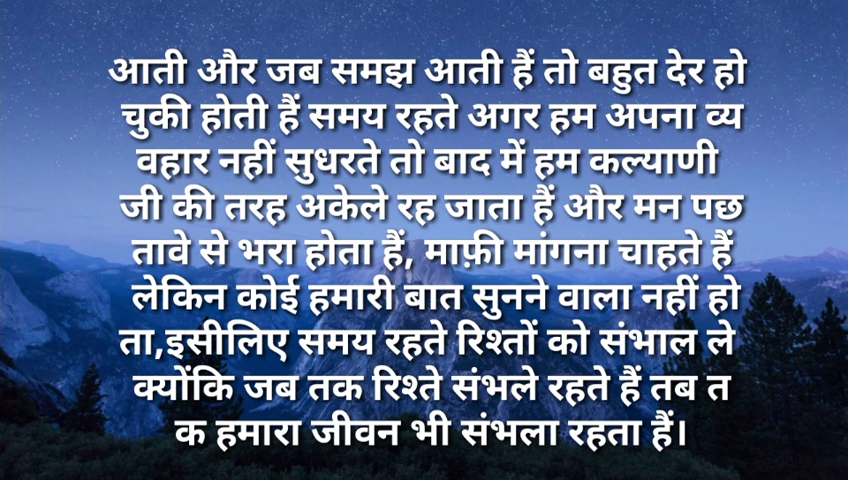 आती और जब समझ आती हैं तो बहुत देर हो
चुकी होती हैं समय रहते अगर हम अपना व्य
वहार नहीं सुधरते तो बाद में हम कल्याणी
जी की तरह अकेले रह जाता हैं और मन पछ
तावे से भरा होता हैं, माफ़ी मांगना चाहते हैं
लेकिन कोई हमारी बात सुनने वाला नहीं हो
ता,इसीलिए समय रहते रिश्तों को संभाल ले
क्योंकि जब तक रिश्ते संभले रहते हैं तब त
क हमारा जीवन भी संभला रहता हैं।